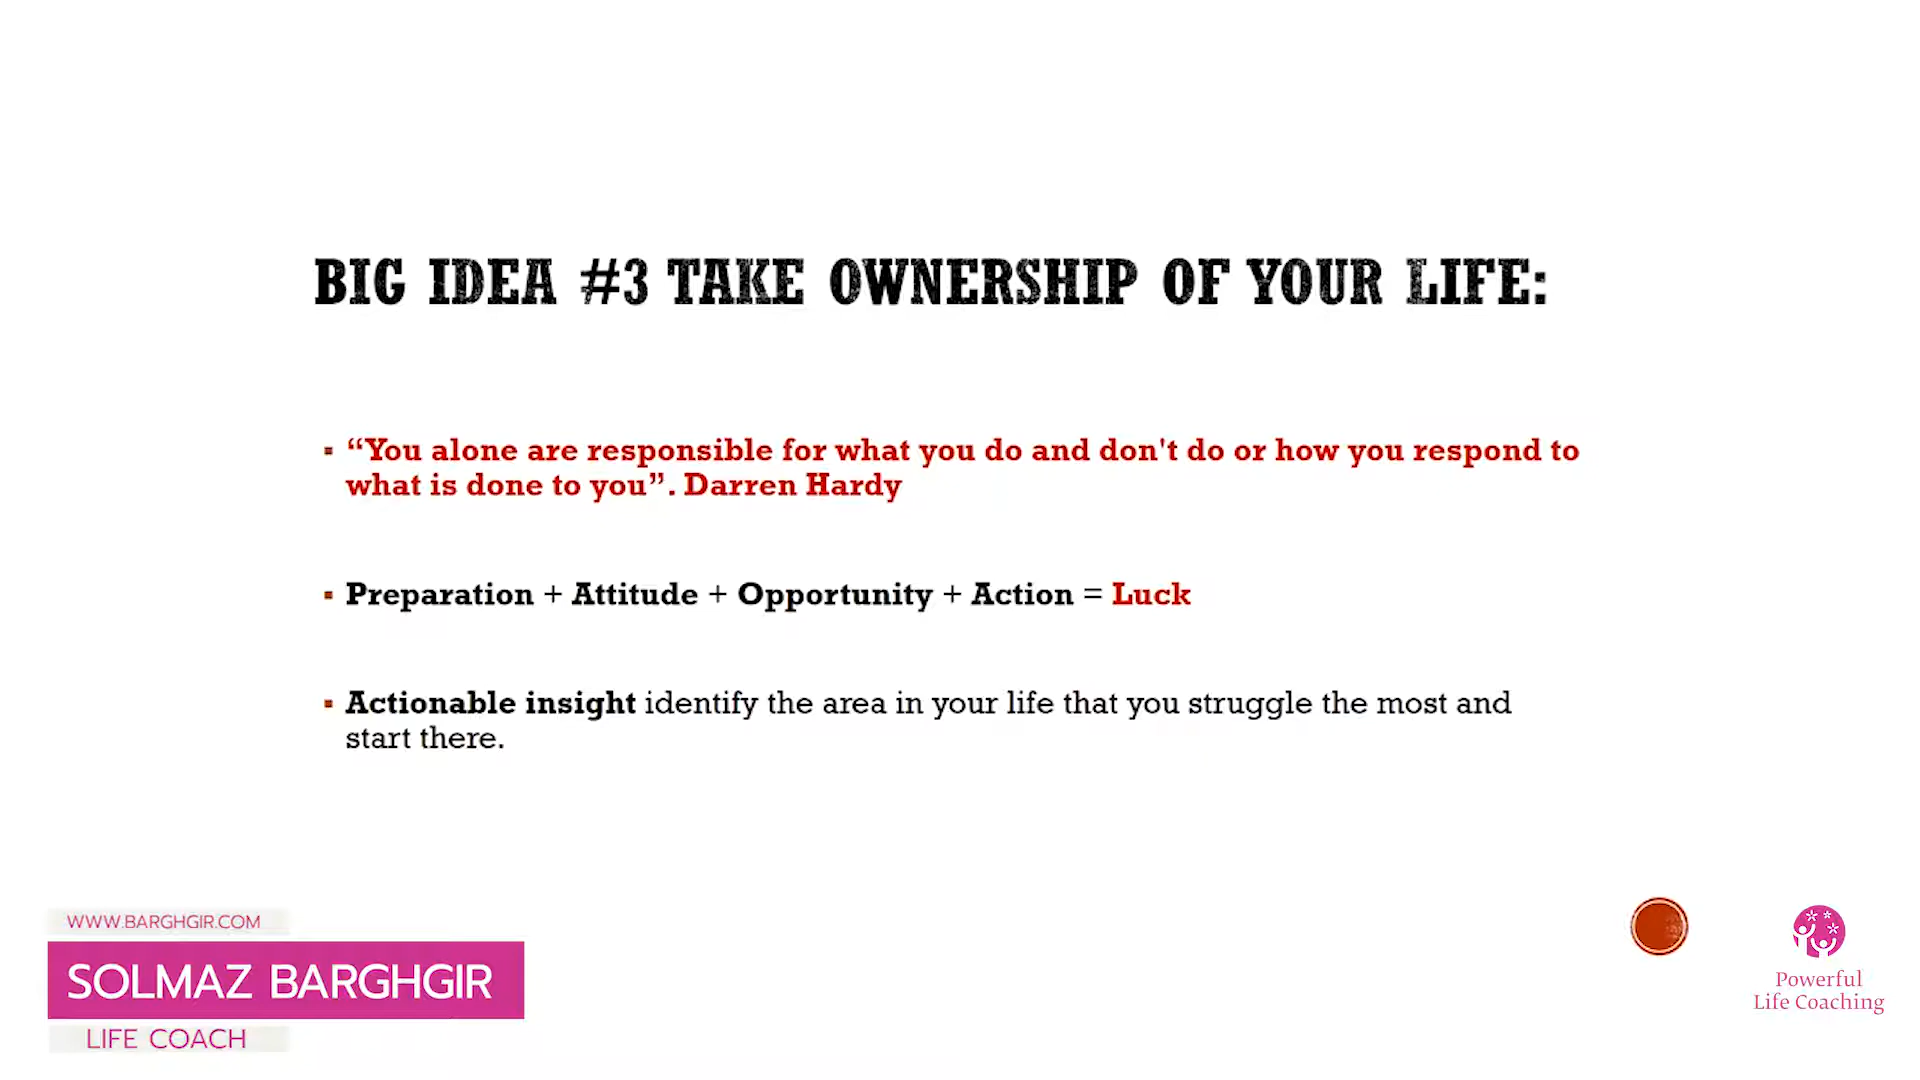 BIG IDEA #3 TAKE OWNERSHIP OF YOUR LIFE:
▪ “You alone are responsible for what you do and don't do or how you respond to
what is done to you”. Darren Hardy
▪ Preparation + Attitude + Opportunity + Action = Luck
▪ Actionable insight identify the area in your life that you struggle the most and
start there.
WWW.BARGHGIR.COM
SOLMAZ BARGHGIR
LIFE COACH
Powerful
Life Coaching